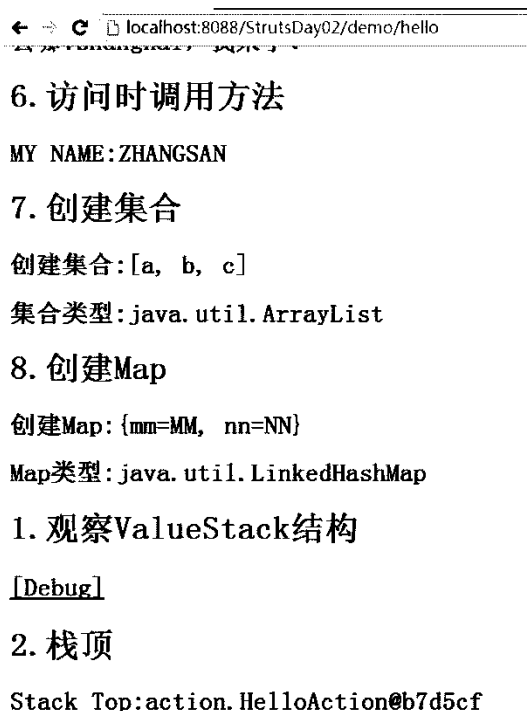 localhost:8088/StrutsDay02/demo/hello
6.访问时调用方法
MY NAME:ZHANGSAN
7.创建集合
创建集合:[a, b, c]
集合类型:java.util.ArrayList
8.创建Map
创建Map:{mm=MM, nn=NN}
Map类型:java.util.LinkedHashMap
1.观察ValueStack结构
[Debug]
2.栈顶
Stack Top:action.HelloAction@b7d5cf